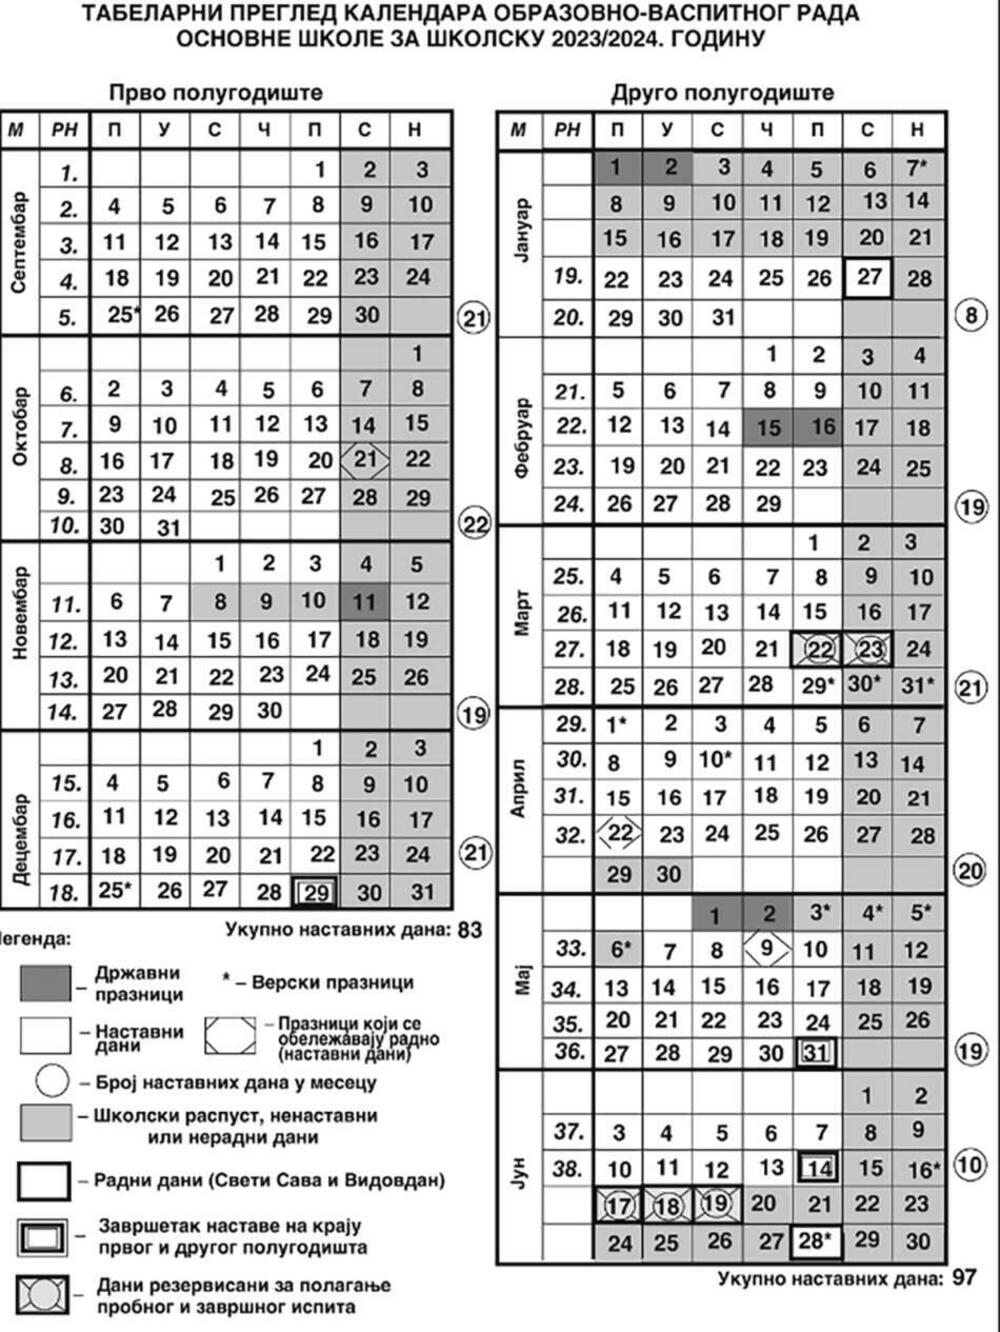 ТАБЕЛАРНИ ПРЕГЛЕД КАЛЕНДАРА ОБРАЗОВНО-ВАСПИТНОГ РАДА
ОСНОВНЕ ШКОЛЕ ЗА ШКОЛСКУ 2023/2024. ГОДИНУ
Прво полугодиште
М РН П У С Ч П С Н
Септембар
1. 1 2 3
2. 4 5 6 7 8 9 10
3. 11 12 13 14 15 16 17
4. 18 19 20 21 22 23 24
5. 25* 26 27 28 29 30 21
Октобар
1
6. 2 3 4 5 6 7 8
7. 9 10 11 12 13 14 15
8. 16 17 18 19 20 21 22
9. 23 24 25 26 27 28 29
10. 30 31 22
Новембар
1 2 3 4 5
11. 6 7 8 9 10 11 12
12. 13 14 15 16 17 18 19
13. 20 21 22 23 24 25 26
14. 27 28 29 30 19
Децембар
1 2 3
15. 4 5 6 7 8 9 10
16. 11 12 13 14 15 16 17
17. 18 19 20 21 22 23 24 21
18. 25* 26 27 28 29 30 31
Укупно наставних дана: 83
Друго полугодиште
М РН П У С Ч П С Н
Јануар
1 2 3 4 5 6 7*
8 9 10 11 12 13 14
15 16 17 18 19 20 21
19. 22 23 24 25 26 27 28
20. 29 30 31 8
Фебруар
1 2 3 4
21. 5 6 7 8 9 10 11
22. 12 13 14 15 16 17 18
23. 19 20 21 22 23 24 25
24. 26 27 28 29 19
Март
1 2 3
25. 4 5 6 7 8 9 10
26. 11 12 13 14 15 16 17
27. 18 19 20 21 22 23 24
28. 25 26 27 28 29* 30* 31* 21
Април
29. 1* 2 3 4 5 6 7
30. 8 9 10* 11 12 13 14
31. 15 16 17 18 19 20 21
32. 22 23 24 25 26 27 28
29 30 20
Мај
1 2 3* 4* 5*
33. 6* 7 8 9 10 11 12
34. 13 14 15 16 17 18 19
35. 20 21 22 23 24 25 26
36. 27 28 29 30 31 19
Јун
1 2
37. 3 4 5 6 7 8 9
38. 10 11 12 13 14 15 16* 10
17 18 19 20 21 22 23
24 25 26 27 28* 29 30
Укупно наставних дана: 97
егенда:
– Државни
празници
* – Верски празници
– Наставни
дани
– Празници који се
обележавају радно
(наставни дани)
– Број наставних дана у месецу
– Школски распуст, ненаставни
или нерадни дани
– Радни дани (Свети Сава и Видовдан)
– Завршетак наставе на крају
првог и другог полугодишта
– Дани резервисани за полагање
пробног и завршног испита